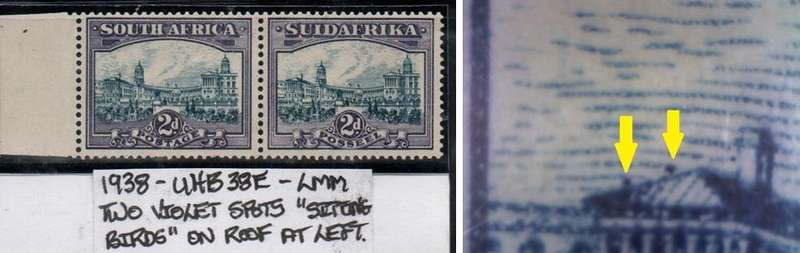 SOUTH AFRICA SUIDAFRIKA
2d 2d
POSTAGE POSSEËL
1938 - UHB 38E - LMM
TWO VIOLET SPOTS "SITTING
BIRDS" ON ROOF AT LEFT.